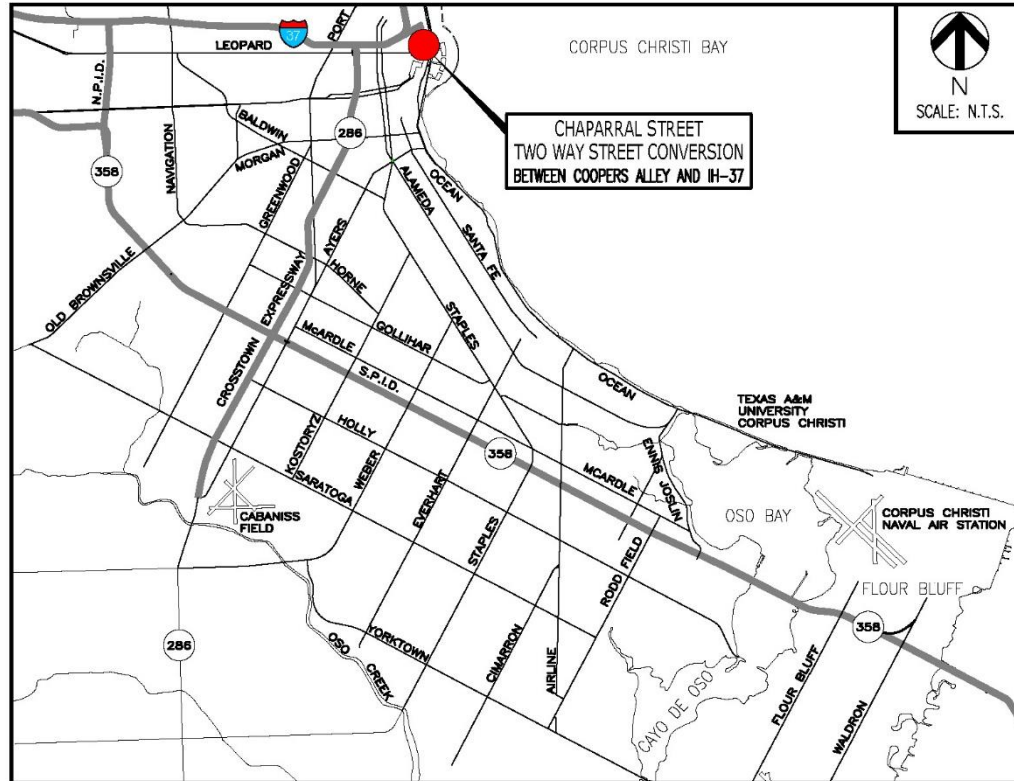 PORT
LEOPARD
37
CORPUS CHRISTI BAY
N
SCALE: N.T.S.
N.P.I.D.
CHAPARRAL STREET
TWO WAY STREET CONVERSION
BETWEEN COOPERS ALLEY AND IH-37
BALDWIN
286
NAVIGATION
MORGAN
358
GREENWOOD
ALAMEDA
OCEAN
SANTA FE
AYERS
HORNE
OLD BROWNSVILLE
EXPRESSWAY
CROSSTOWN
GOLLIHAR
STAPLES
McARDLE
S.P.I.D.
OCEAN
TEXAS A&M
UNIVERSITY
CORPUS CHRISTI
KOSTORYZ
HOLLY
WEBER
SARATOGA
EVERHART
358
McARDLE
ENNIS JOSLIN
CABANISS
FIELD
STAPLES
OSO BAY
CORPUS CHRISTI
NAVAL AIR STATION
RODD FIELD
FLOUR BLUFF
358
286
OSO CREEK
YORKTOWN
CIMARRON
AIRLINE
CAYO DE OSO
FLOUR BLUFF
WALDRON